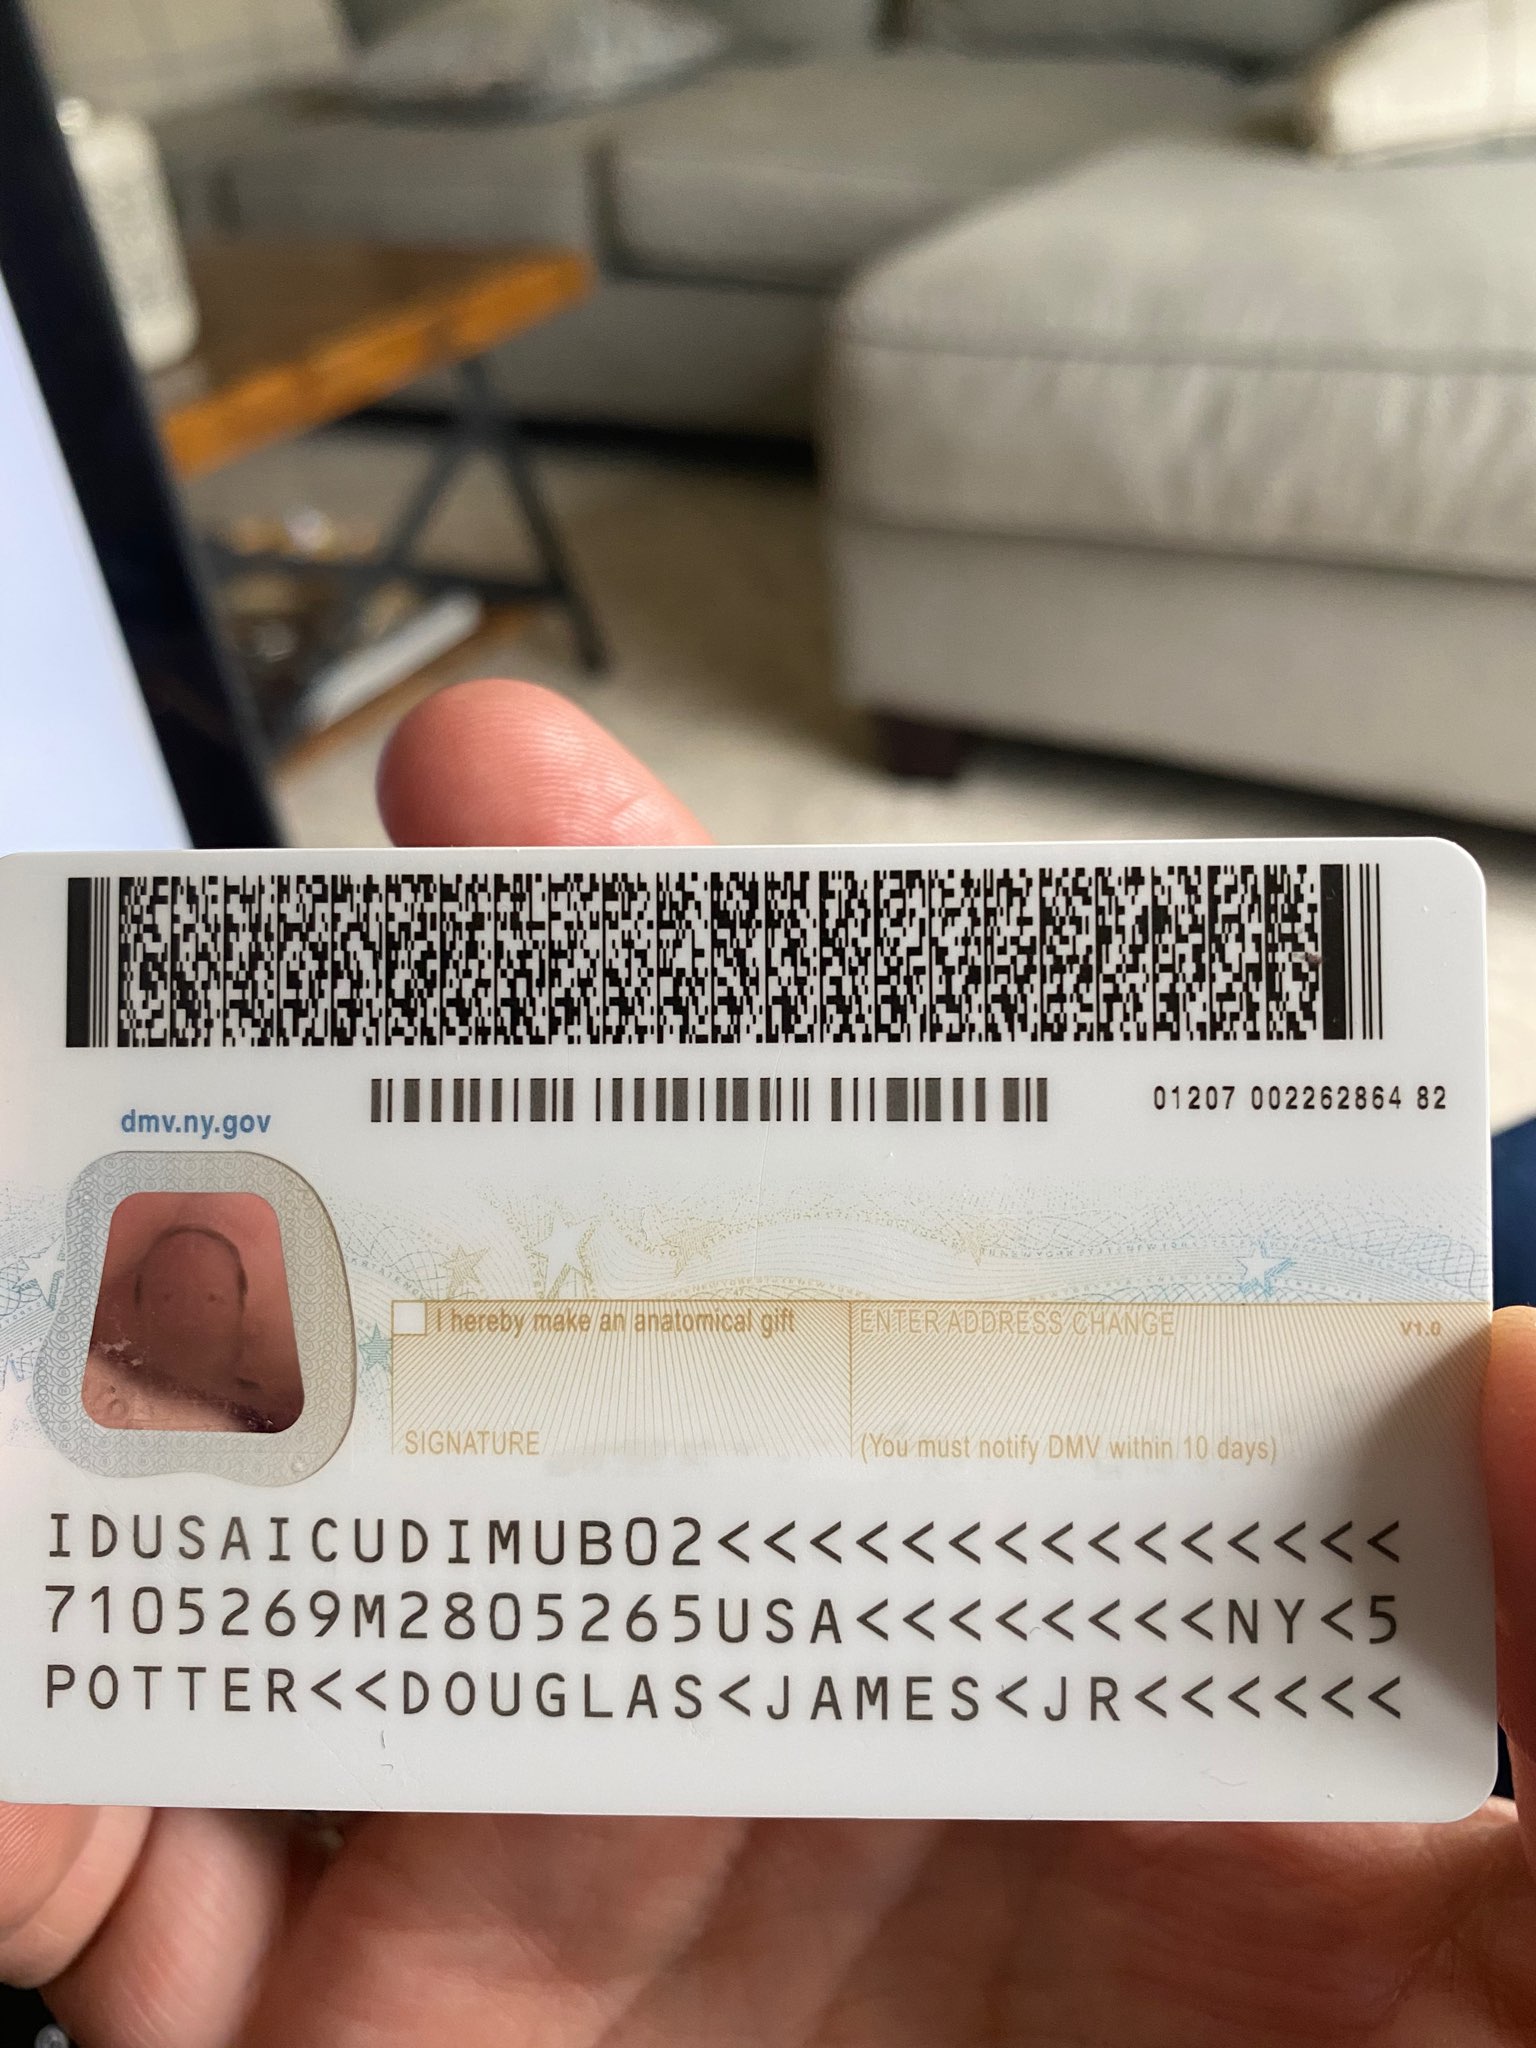 dmv.ny.gov
01207 002262864 82
I hereby make an anatomical gift
ENTER ADDRESS CHANGE
V1.0
SIGNATURE
(You must notify DMV within 10 days)
IDUSAICUDIMUBO2<<<<<<<<<<<<<<<
7105269M2805265USA<<<<<<<<NY<5
POTTER<<DOUGLAS<JAMES<JR<<<<<<